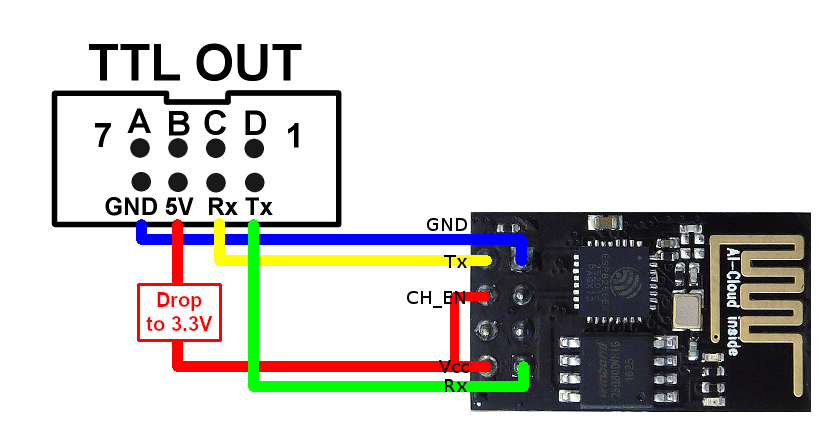 TTL OUT
7 A B C D 1
GND 5V Rx Tx
GND
Tx
CH_EN
Drop
to 3.3V
Vcc
Rx
AI-Cloud inside
winbond